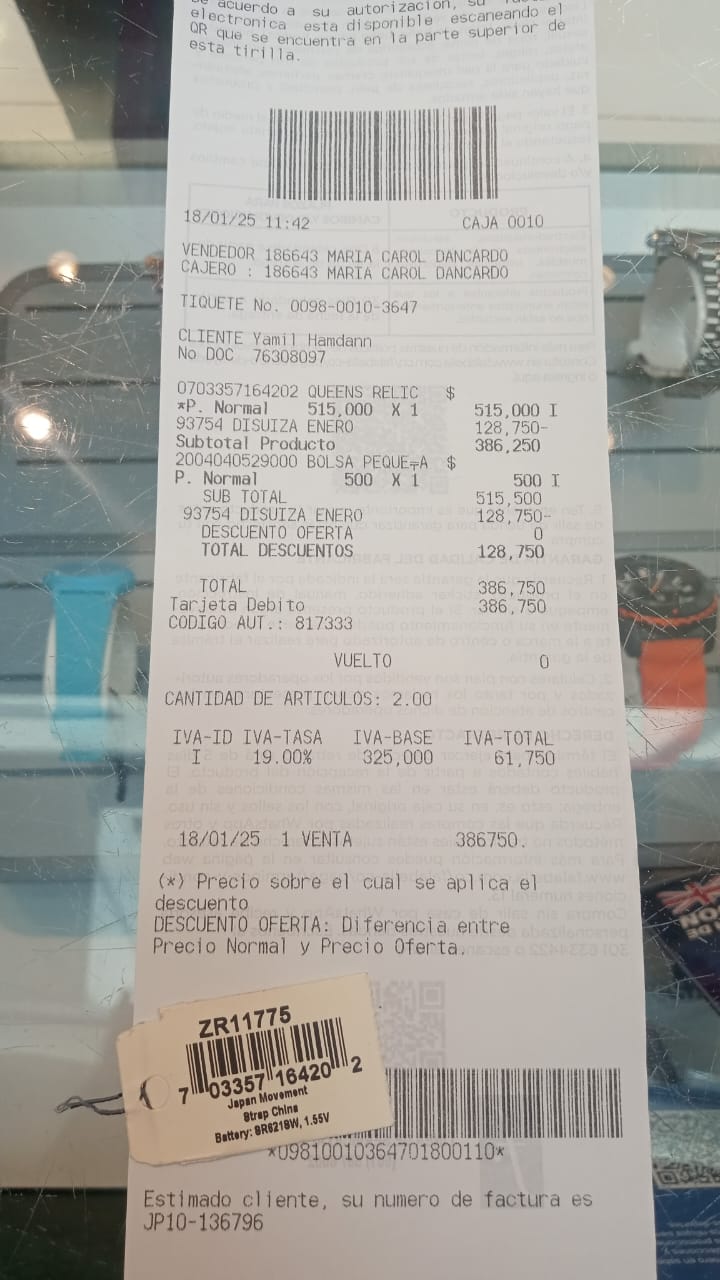 de acuerdo a su autorización, su
electronica esta disponible escaneando el
QR que se encuentra en la parte superior de
esta tirilla.
18/01/25 11:42 CAJA 0010
VENDEDOR 186643 MARIA CAROL DANCARDO
CAJERO : 186643 MARIA CAROL DANCARDO
TIQUETE No. 0098-0010-3647
CLIENTE Yamil Hamdann
No DOC 76308097
0703357164202 QUEENS RELIC $
*P. Normal 515,000 X 1 515,000 I
93754 DISUIZA ENERO 128,750-
Subtotal Producto 386,250
2004040529000 BOLSA PEQUE╤A $
P. Normal 500 X 1 500 I
SUB TOTAL 515,500
93754 DISUIZA ENERO 128,750-
DESCUENTO OFERTA 0
TOTAL DESCUENTOS 128,750
TOTAL 386,750
Tarjeta Debito 386,750
CODIGO AUT.: 817333
VUELTO 0
CANTIDAD DE ARTICULOS: 2.00
IVA-ID IVA-TASA IVA-BASE IVA-TOTAL
I 19.00% 325,000 61,750
18/01/25 1 VENTA 386750.
(*) Precio sobre el cual se aplica el
descuento
DESCUENTO OFERTA: Diferencia entre
Precio Normal y Precio Oferta.
ZR11775
7 03357 16420 2
Japan Movement
Strap China
Battery: SR621SW, 1.55V
*09810010364701800110*
Estimado cliente, su numero de factura es
JP10-136796